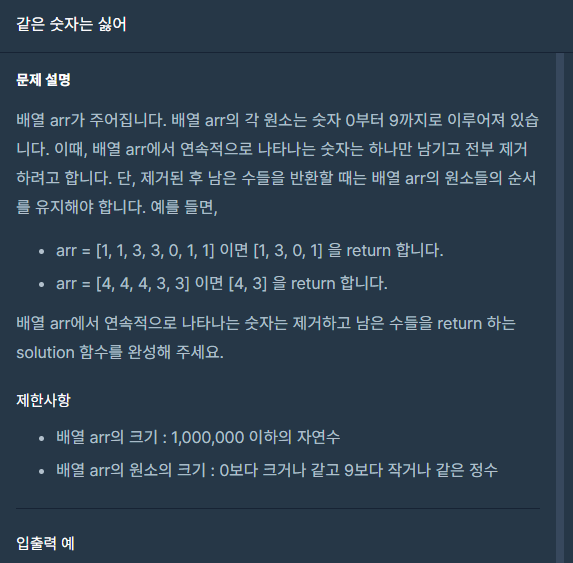 같은 숫자는 싫어
문제 설명
배열 arr가 주어집니다. 배열 arr의 각 원소는 숫자 0부터 9까지로 이루어져 있습
니다. 이때, 배열 arr에서 연속적으로 나타나는 숫자는 하나만 남기고 전부 제거
하려고 합니다. 단, 제거된 후 남은 수들을 반환할 때는 배열 arr의 원소들의 순서
를 유지해야 합니다. 예를 들면,
• arr = [1, 1, 3, 3, 0, 1, 1] 이면 [1, 3, 0, 1] 을 return 합니다.
• arr = [4, 4, 4, 3, 3] 이면 [4, 3] 을 return 합니다.
배열 arr에서 연속적으로 나타나는 숫자는 제거하고 남은 수들을 return 하는
solution 함수를 완성해 주세요.
제한사항
• 배열 arr의 크기 : 1,000,000 이하의 자연수
• 배열 arr의 원소의 크기 : 0보다 크거나 같고 9보다 작거나 같은 정수
입출력 예